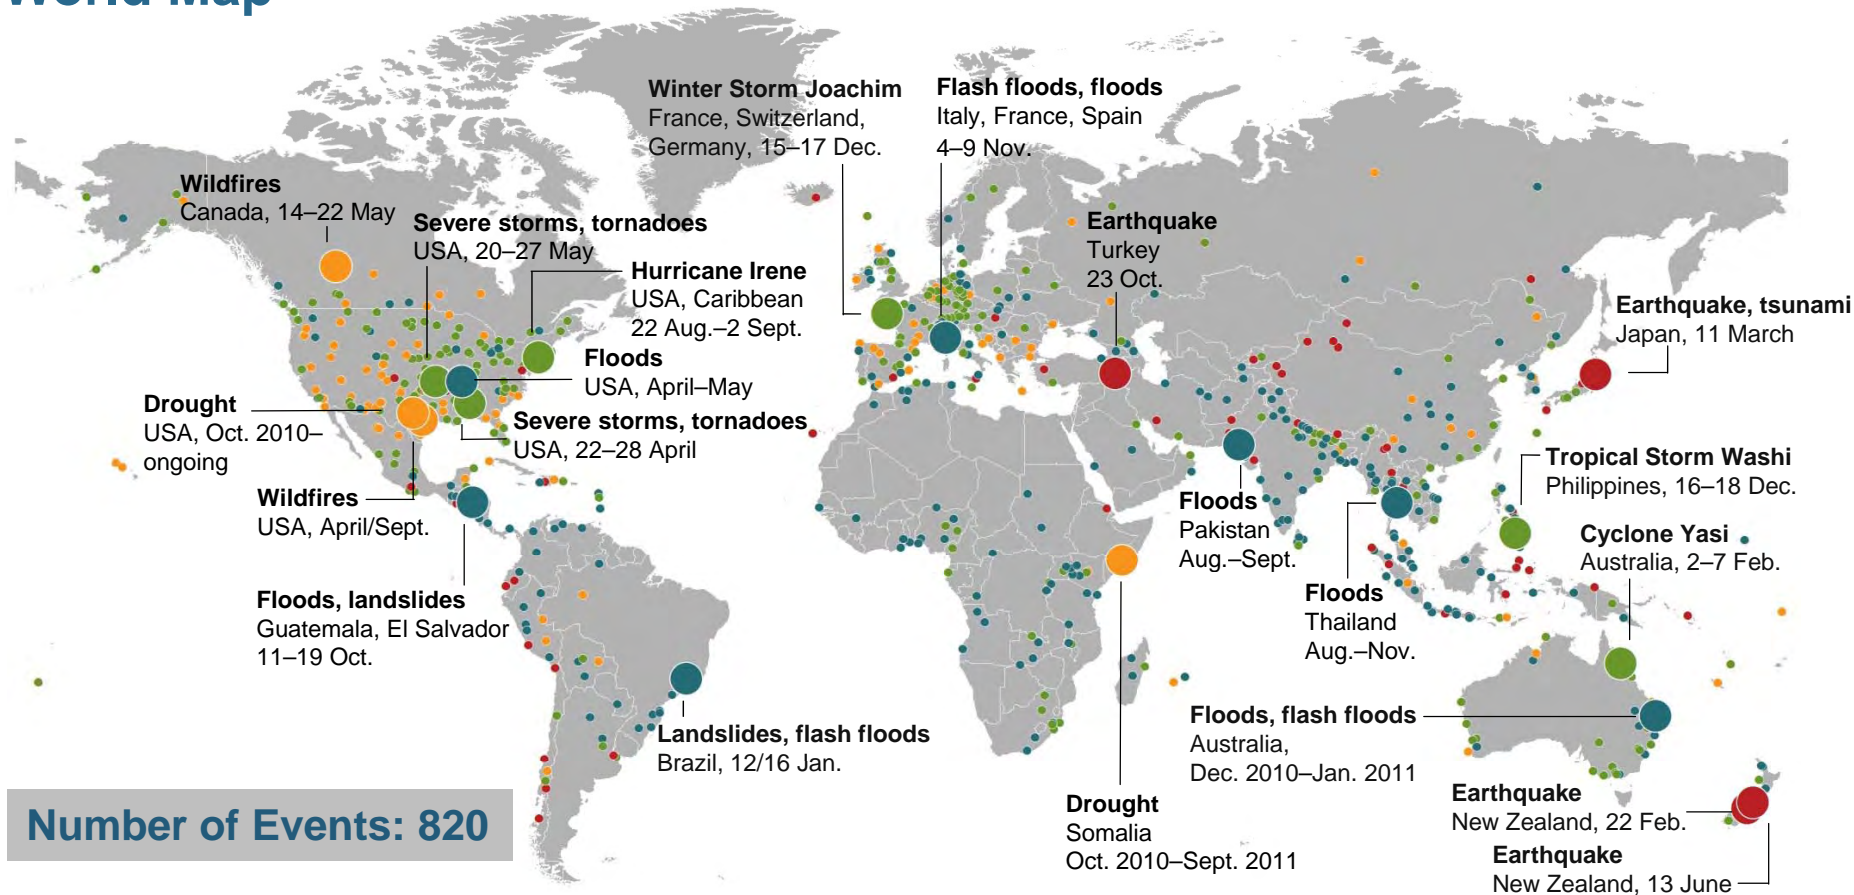 World Map
Winter Storm Joachim
France, Switzerland,
Germany, 15–17 Dec.
Flash floods, floods
Italy, France, Spain
4–9 Nov.
Wildfires
Canada, 14–22 May
Severe storms, tornadoes
USA, 20–27 May
Earthquake
Turkey
23 Oct.
Hurricane Irene
USA, Caribbean
22 Aug.–2 Sept.
Earthquake, tsunami
Japan, 11 March
Floods
USA, April–May
Drought
USA, Oct. 2010–
ongoing
Severe storms, tornadoes
USA, 22–28 April
Tropical Storm Washi
Philippines, 16–18 Dec.
Wildfires
USA, April/Sept.
Floods
Pakistan
Aug.–Sept.
Cyclone Yasi
Australia, 2–7 Feb.
Floods, landslides
Guatemala, El Salvador
11–19 Oct.
Floods
Thailand
Aug.–Nov.
Landslides, flash floods
Brazil, 12/16 Jan.
Floods, flash floods
Australia,
Dec. 2010–Jan. 2011
Drought
Somalia
Oct. 2010–Sept. 2011
Earthquake
New Zealand, 22 Feb.
Earthquake
New Zealand, 13 June
Number of Events: 820